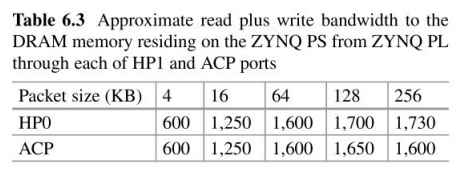 Table 6.3 Approximate read plus write bandwidth to the
DRAM memory residing on the ZYNQ PS from ZYNQ PL
through each of HP1 and ACP ports
Packet size (KB) 4 16 64 128 256
HP0 600 1,250 1,600 1,700 1,730
ACP 600 1,250 1,600 1,650 1,600